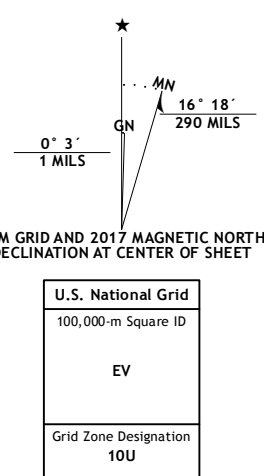 ★
MN
16° 18´
290 MILS
GN
0° 3´
1 MILS
M GRID AND 2017 MAGNETIC NORTH
DECLINATION AT CENTER OF SHEET
U.S. National Grid
100,000-m Square ID
EV
Grid Zone Designation
10U